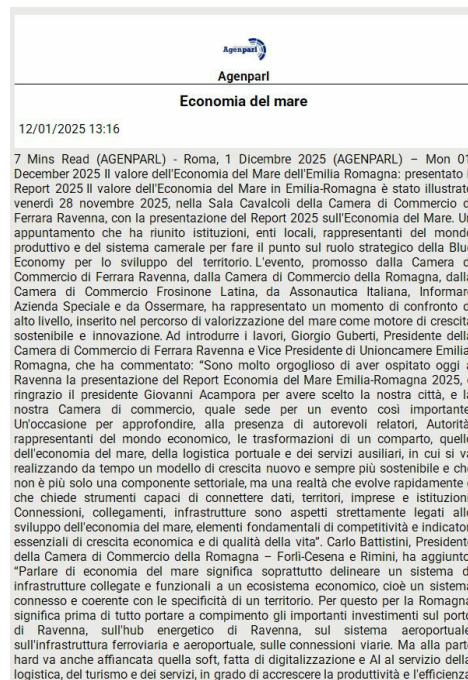 Agenparl
Agenparl
Economia del mare
12/01/2025 13:16
7 Mins Read (AGENPARL) - Roma, 1 Dicembre 2025 (AGENPARL) – Mon 01
December 2025 Il valore dell'Economia del Mare dell'Emilia Romagna: presentato i
Report 2025 Il valore dell'Economia del Mare in Emilia-Romagna è stato illustrato
venerdì 28 novembre 2025, nella Sala Cavalcoli della Camera di Commercio d
Ferrara Ravenna, con la presentazione del Report 2025 sull'Economia del Mare. Un
appuntamento che ha riunito istituzioni, enti locali, rappresentanti del mondo
produttivo e del sistema camerale per fare il punto sul ruolo strategico della Blue
Economy per lo sviluppo del territorio. L'evento, promosso dalla Camera d
Commercio di Ferrara Ravenna, dalla Camera di Commercio della Romagna, dalla
Camera di Commercio Frosinone Latina, da Assonautica Italiana, Informare
Azienda Speciale e da Ossermare, ha rappresentato un momento di confronto d
alto livello, inserito nel percorso di valorizzazione del mare come motore di crescita
sostenibile e innovazione. Ad introdurre i lavori, Giorgio Guberti, Presidente della
Camera di Commercio di Ferrara Ravenna e Vice Presidente di Unioncamere Emilia
Romagna, che ha commentato: “Sono molto orgoglioso di aver ospitato oggi a
Ravenna la presentazione del Report Economia del Mare Emilia-Romagna 2025, e
ringrazio il presidente Giovanni Acampora per avere scelto la nostra città, e la
nostra Camera di commercio, quale sede per un evento così importante.
Un'occasione per approfondire, alla presenza di autorevoli relatori, Autorità,
rappresentanti del mondo economico, le trasformazioni di un comparto, quello
dell'economia del mare, della logistica portuale e dei servizi ausiliari, in cui si va
realizzando da tempo un modello di crescita nuovo e sempre più sostenibile e che
non è più solo una componente settoriale, ma una realtà che evolve rapidamente e
che chiede strumenti capaci di connettere dati, territori, imprese e istituzioni.
Connessioni, collegamenti, infrastrutture sono aspetti strettamente legati allo
sviluppo dell'economia del mare, elementi fondamentali di competitività e indicator
essenziali di crescita economica e di qualità della vita”. Carlo Battistini, Presidente
della Camera di Commercio della Romagna – Forlì-Cesena e Rimini, ha aggiunto:
“Parlare di economia del mare significa soprattutto delineare un sistema d
infrastrutture collegate e funzionali a un ecosistema economico, cioè un sistema
connesso e coerente con le specificità di un territorio. Per questo per la Romagna
significa prima di tutto portare a compimento gli importanti investimenti sul porto
di Ravenna, sull'hub energetico di Ravenna, sul sistema aeroportuale,
sull'infrastruttura ferroviaria e aeroportuale, sulle connessioni viarie. Ma alla parte
hard va anche affiancata quella soft, fatta di digitalizzazione e AI al servizio della
logistica, del turismo e dei servizi, in grado di accrescere la produttività e l'efficienza